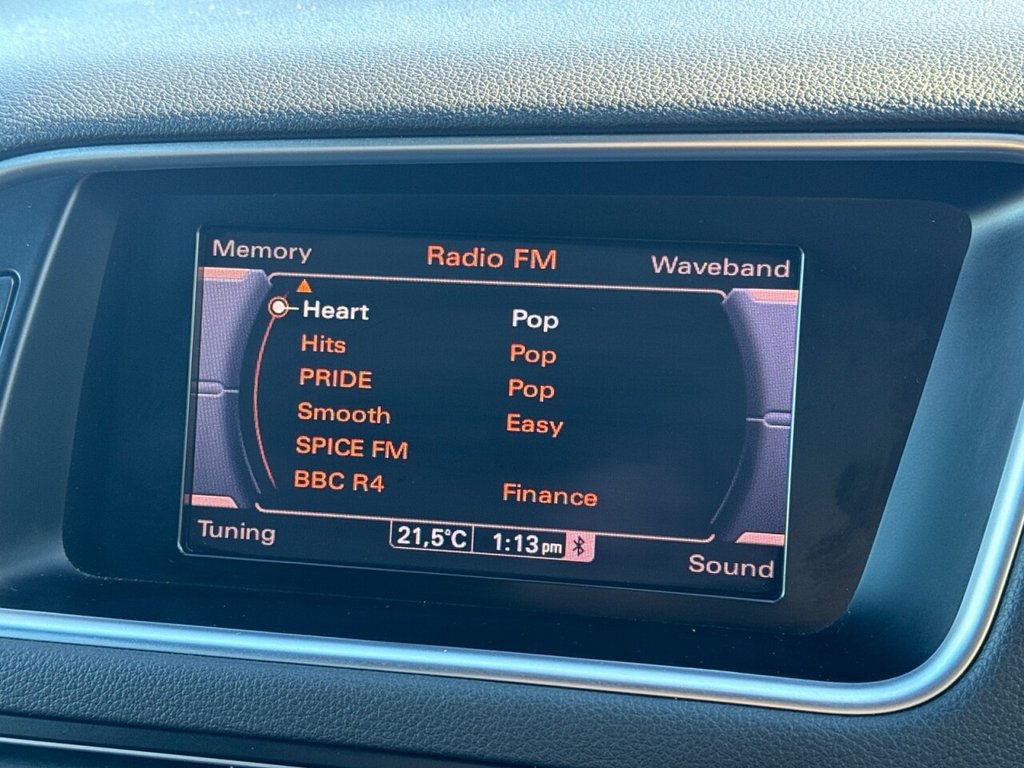 Memory Radio FM Waveband
Heart Pop
Hits Pop
PRIDE Pop
Smooth Easy
SPICE FM
BBC R4 Finance
Tuning 21,5°C 1:13 pm Sound